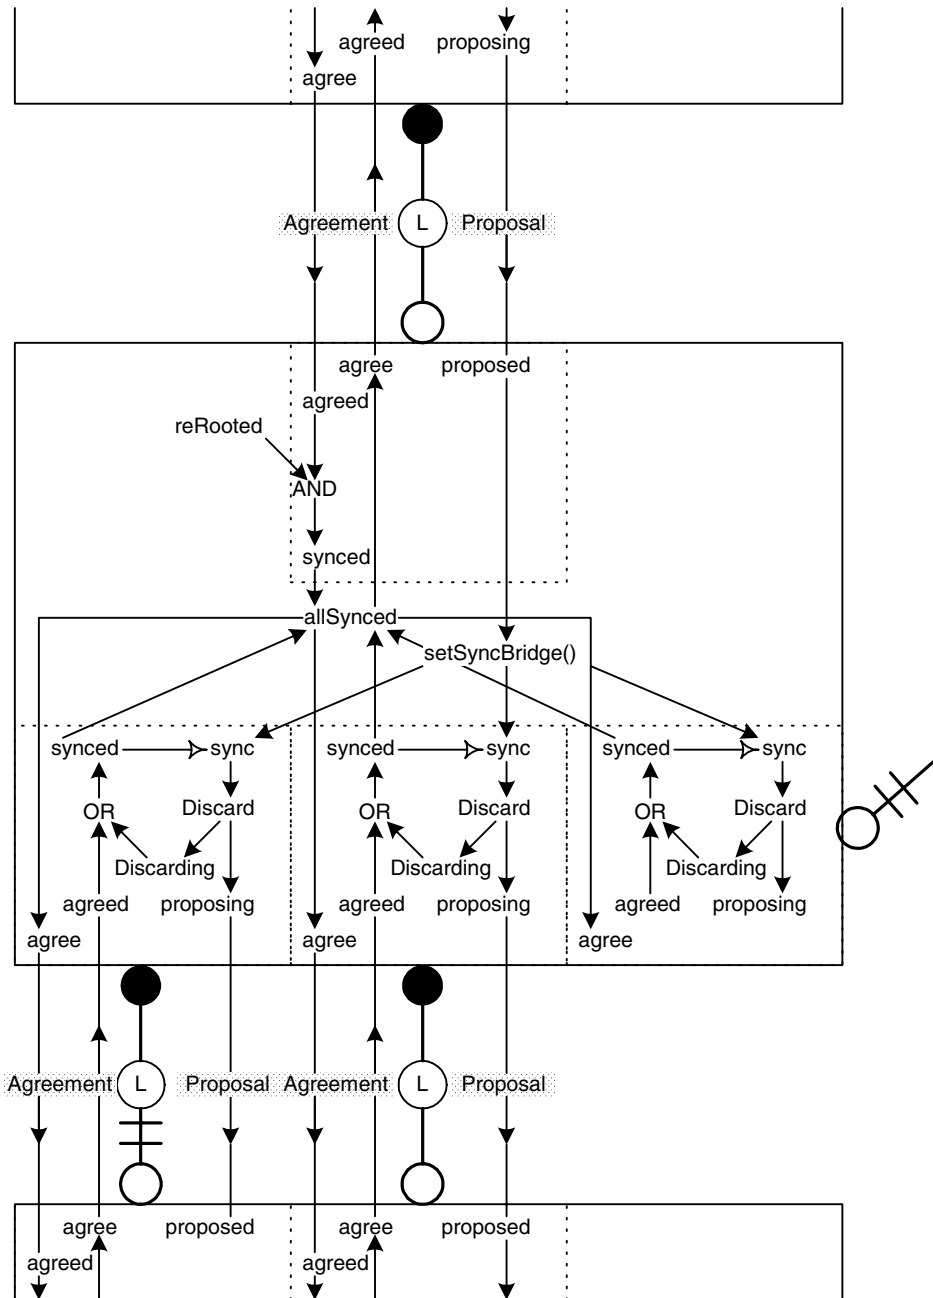 agreed proposing
agree
Agreement L Proposal
agree proposed
agreed
reRooted
AND
synced
allSynced
setSyncBridge()
synced sync synced sync synced sync
OR Discard OR Discard OR Discard
Discarding Discarding Discarding
agreed proposing agreed proposing agreed proposing
agree agree agree
Agreement L Proposal Agreement L Proposal
agree proposed agree proposed
agreed agreed